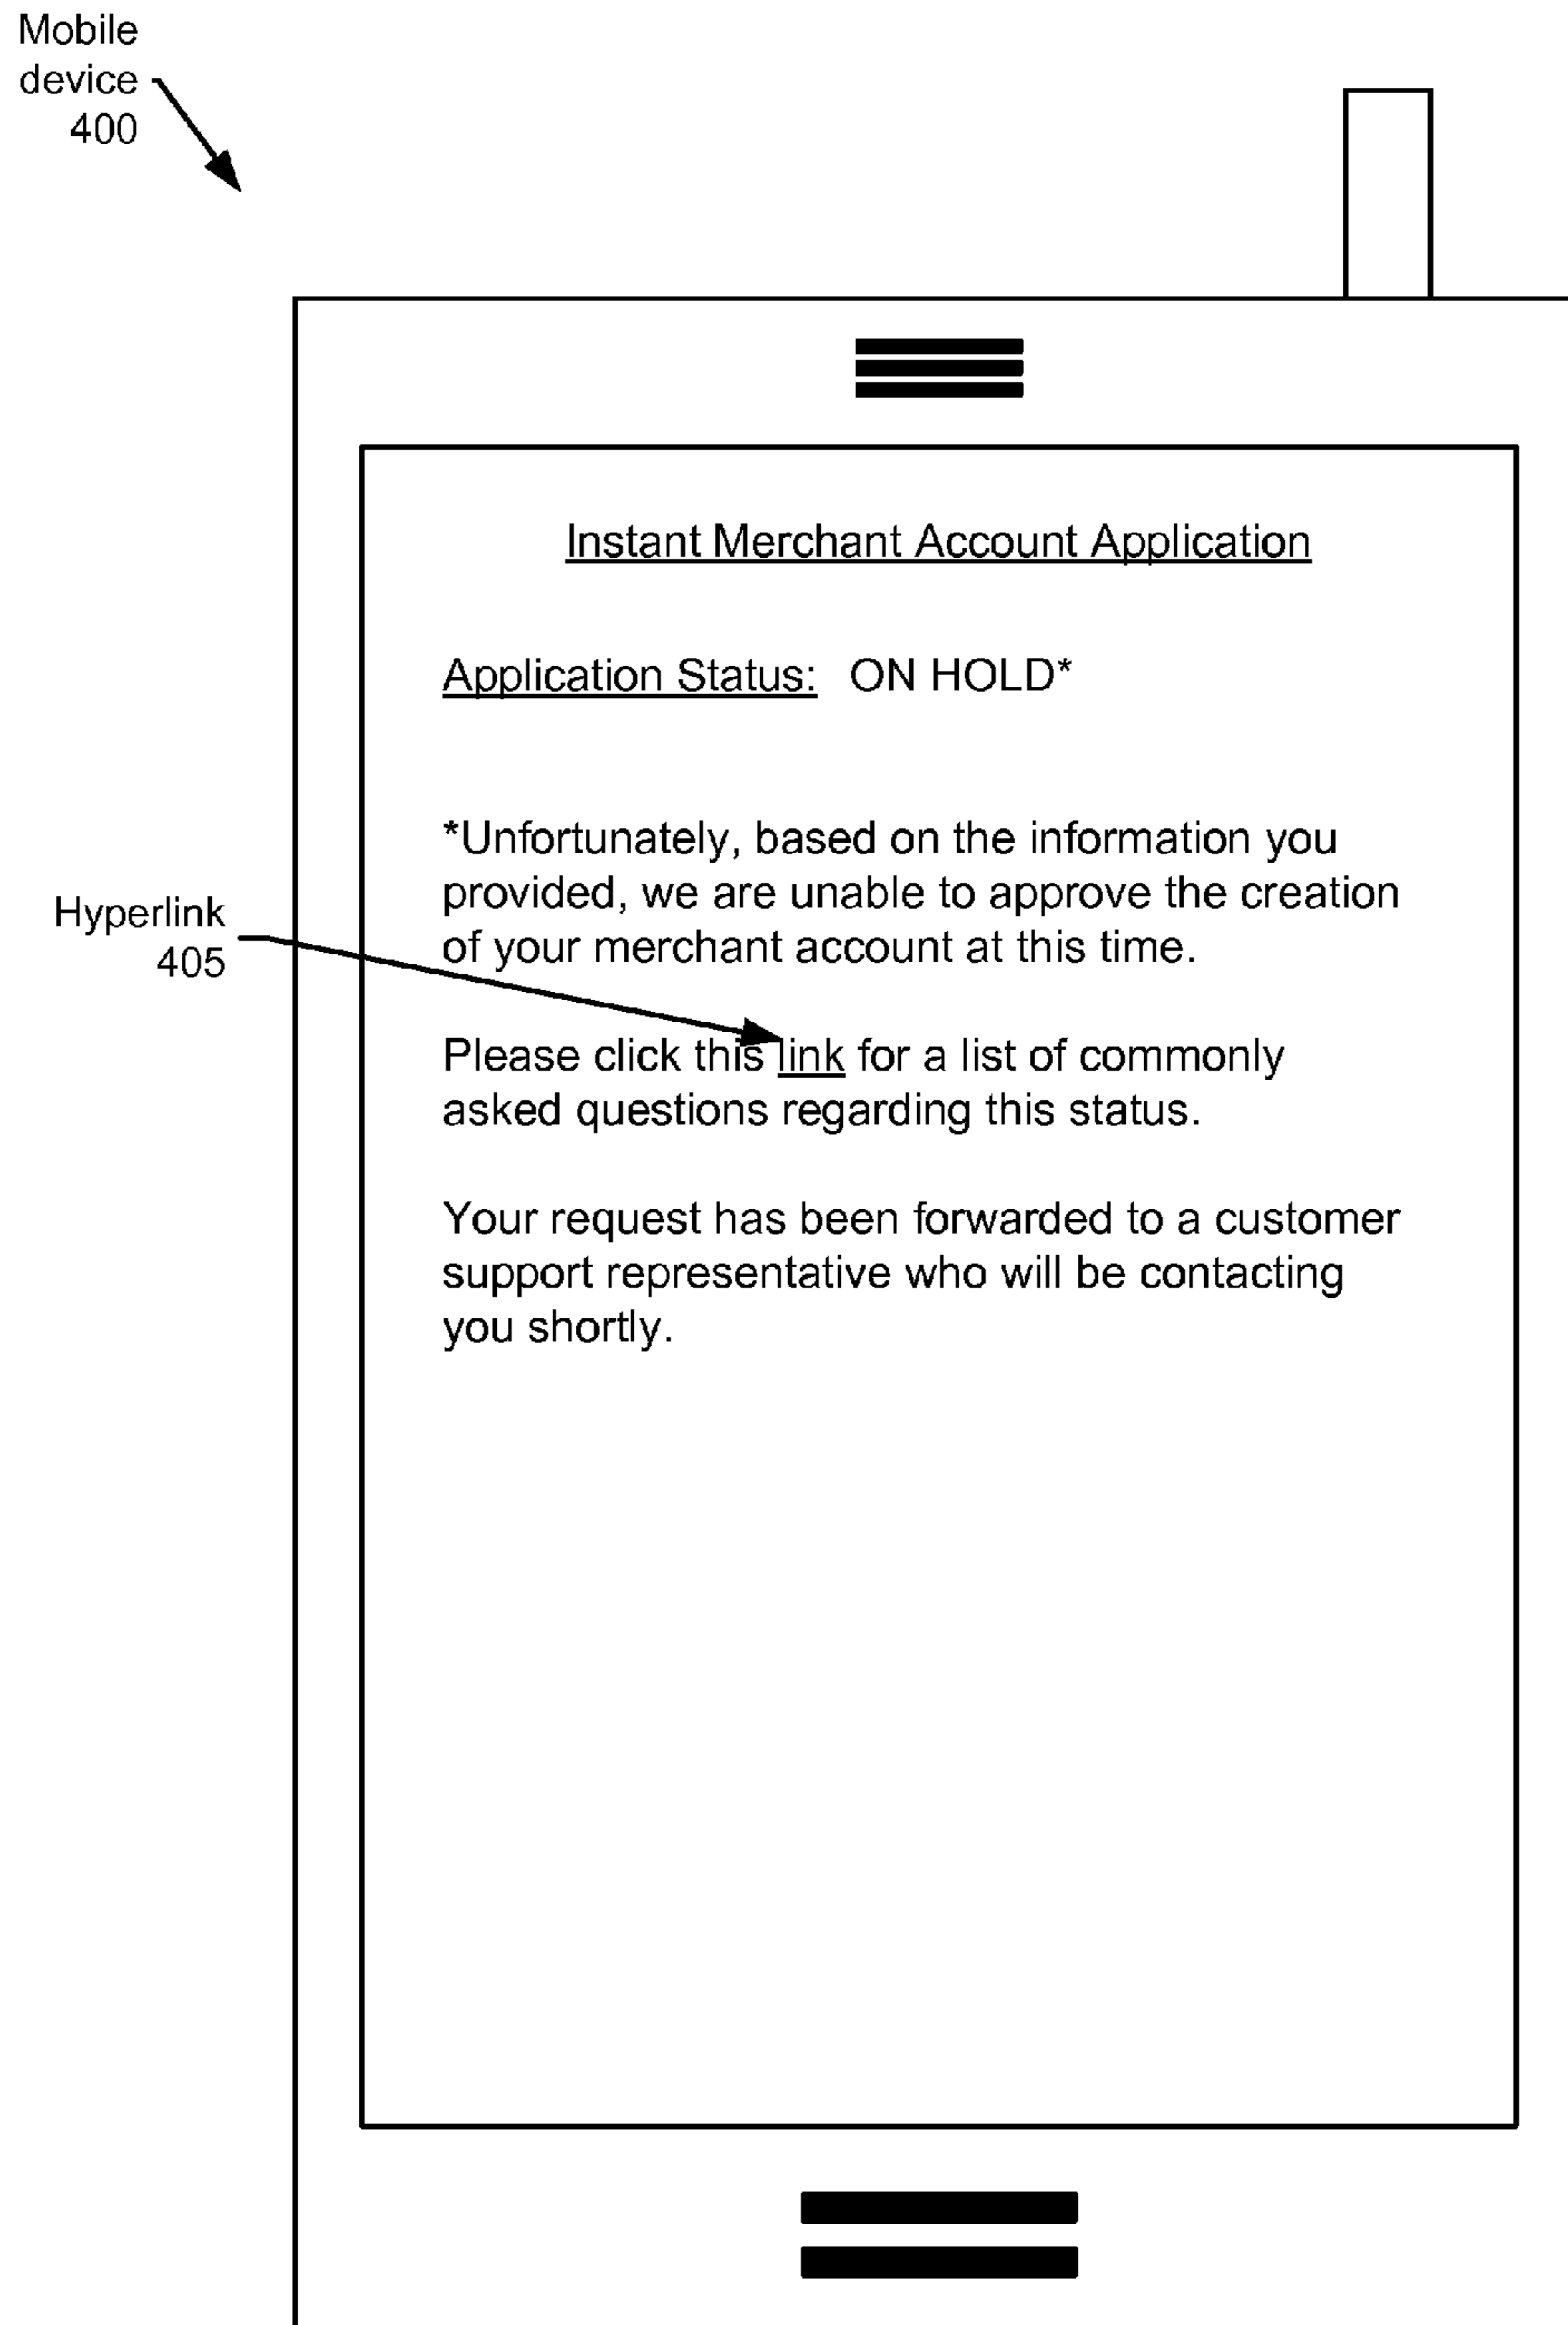 Mobile
device
400
Instant Merchant Account Application
Application Status: ON HOLD*
*Unfortunately, based on the information you
provided, we are unable to approve the creation
of your merchant account at this time.
Hyperlink
405
Please click this link for a list of commonly
asked questions regarding this status.
Your request has been forwarded to a customer
support representative who will be contacting
you shortly.